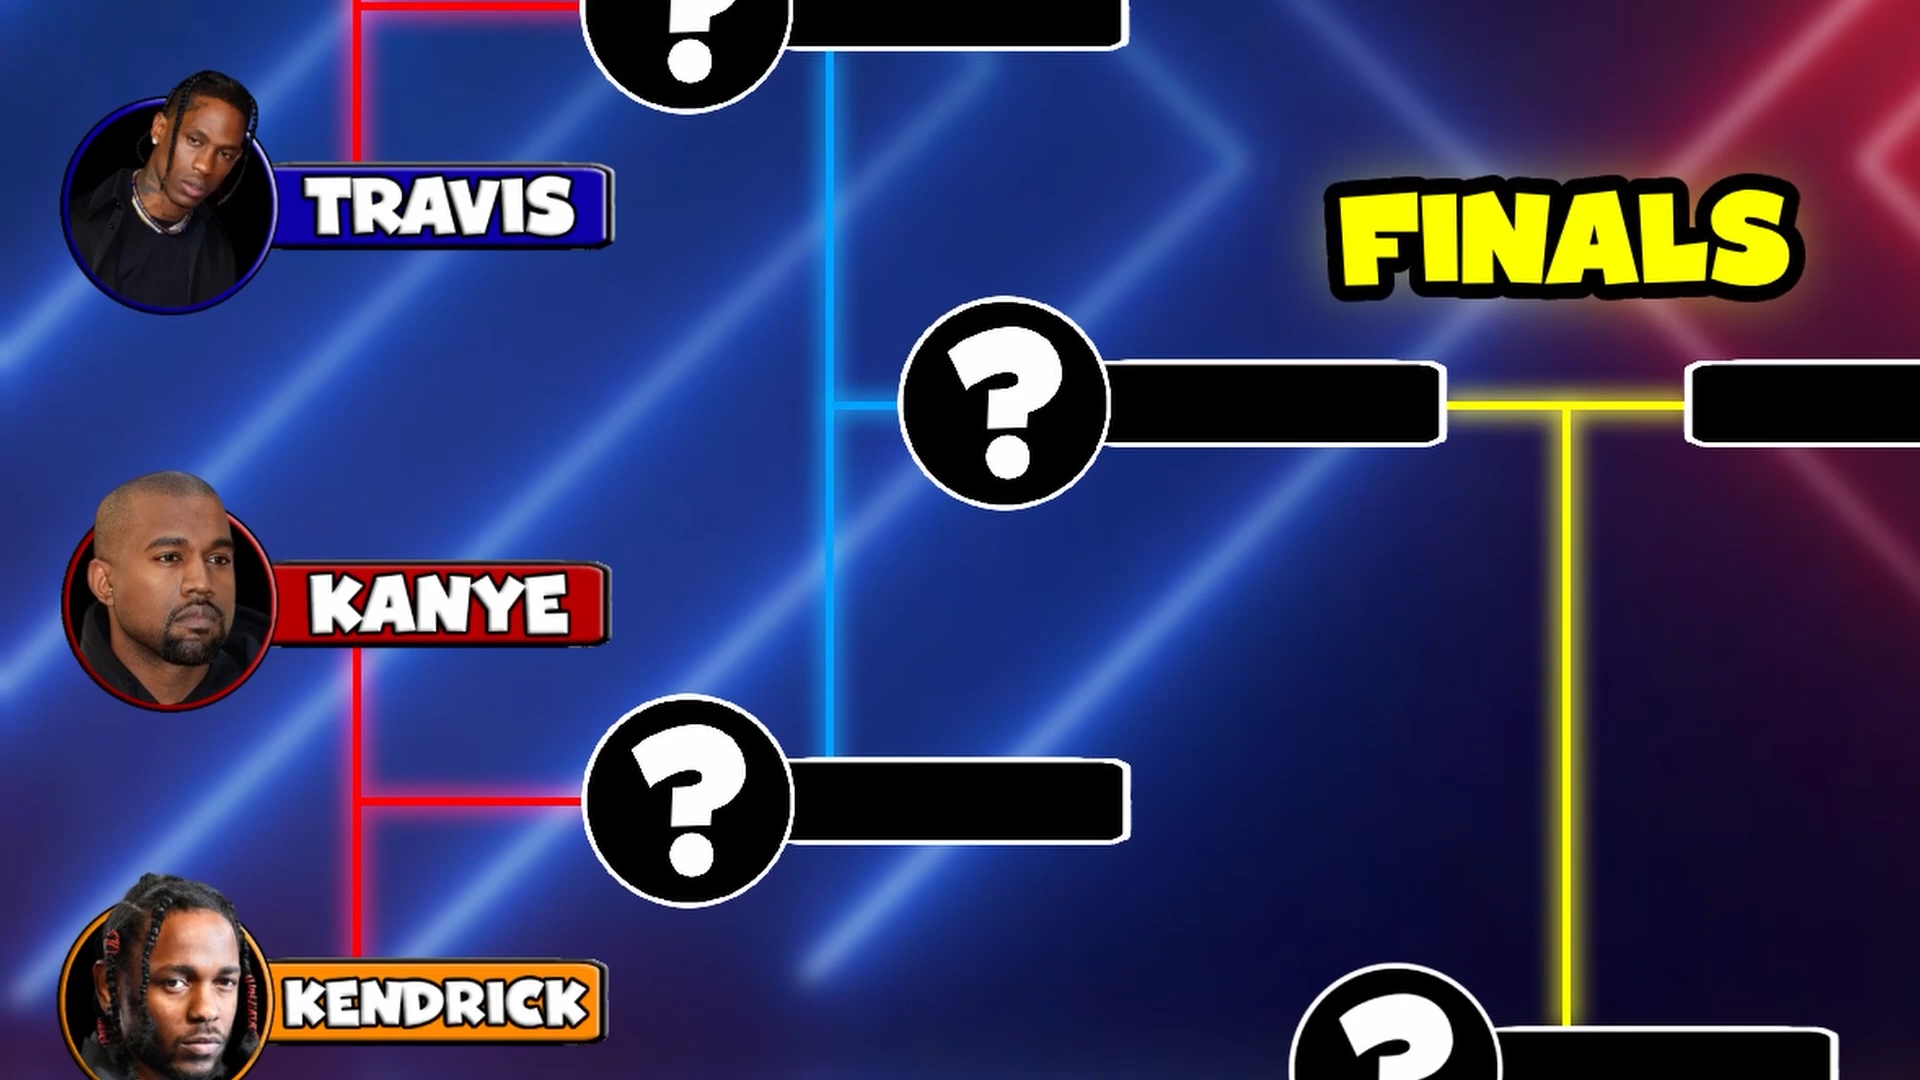 ?
TRAVIS
FINALS
?
KANYE
?
KENDRICK
?